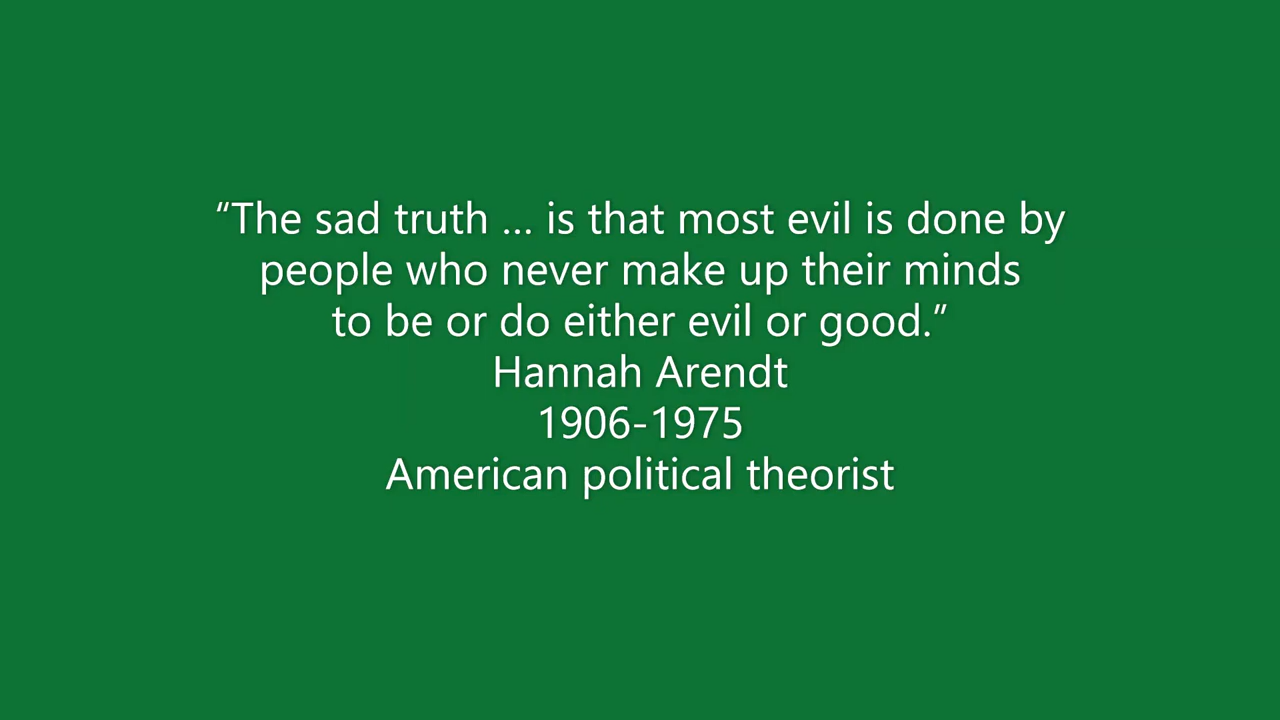 “The sad truth ... is that most evil is done by
people who never make up their minds
to be or do either evil or good.”
Hannah Arendt
1906-1975
American political theorist